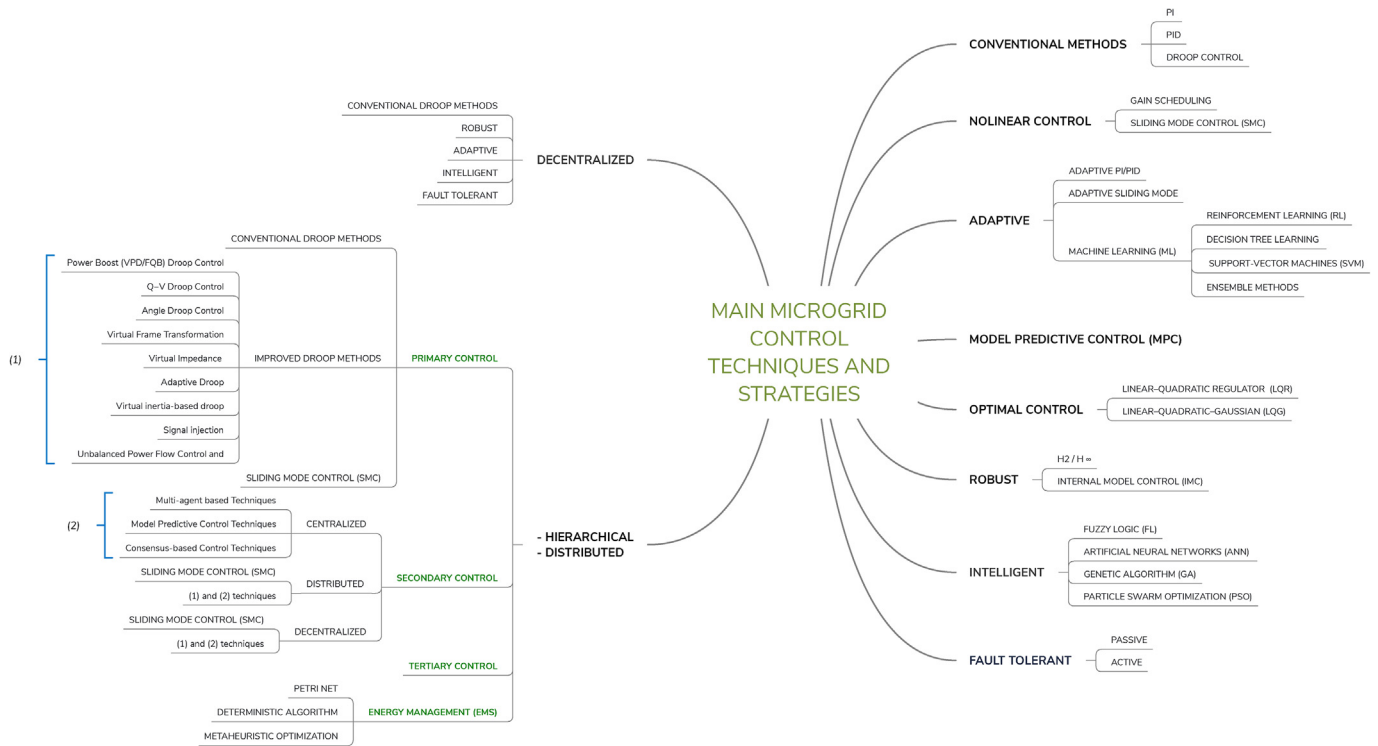 MAIN MICROGRID
CONTROL
TECHNIQUES AND
STRATEGIES
CONVENTIONAL METHODS
PI
PID
DROOP CONTROL
NOLINEAR CONTROL
GAIN SCHEDULING
SLIDING MODE CONTROL (SMC)
ADAPTIVE
ADAPTIVE PI/PID
ADAPTIVE SLIDING MODE
MACHINE LEARNING (ML)
REINFORCEMENT LEARNING (RL)
DECISION TREE LEARNING
SUPPORT-VECTOR MACHINES (SVM)
ENSEMBLE METHODS
MODEL PREDICTIVE CONTROL (MPC)
OPTIMAL CONTROL
LINEAR–QUADRATIC REGULATOR (LQR)
LINEAR–QUADRATIC–GAUSSIAN (LQG)
ROBUST
H2 / H ∞
INTERNAL MODEL CONTROL (IMC)
INTELLIGENT
FUZZY LOGIC (FL)
ARTIFICIAL NEURAL NETWORKS (ANN)
GENETIC ALGORITHM (GA)
PARTICLE SWARM OPTIMIZATION (PSO)
FAULT TOLERANT
PASSIVE
ACTIVE
DECENTRALIZED
CONVENTIONAL DROOP METHODS
ROBUST
ADAPTIVE
INTELLIGENT
FAULT TOLERANT
- HIERARCHICAL
- DISTRIBUTED
PRIMARY CONTROL
CONVENTIONAL DROOP METHODS
IMPROVED DROOP METHODS
(1)
Power Boost (VPD/FQB) Droop Control
Q–V Droop Control
Angle Droop Control
Virtual Frame Transformation
Virtual Impedance
Adaptive Droop
Virtual inertia-based droop
Signal injection
Unbalanced Power Flow Control and
SLIDING MODE CONTROL (SMC)
SECONDARY CONTROL
CENTRALIZED
(2)
Multi-agent based Techniques
Model Predictive Control Techniques
Consensus-based Control Techniques
DISTRIBUTED
SLIDING MODE CONTROL (SMC)
(1) and (2) techniques
DECENTRALIZED
SLIDING MODE CONTROL (SMC)
(1) and (2) techniques
TERTIARY CONTROL
ENERGY MANAGEMENT (EMS)
PETRI NET
DETERMINISTIC ALGORITHM
METAHEURISTIC OPTIMIZATION